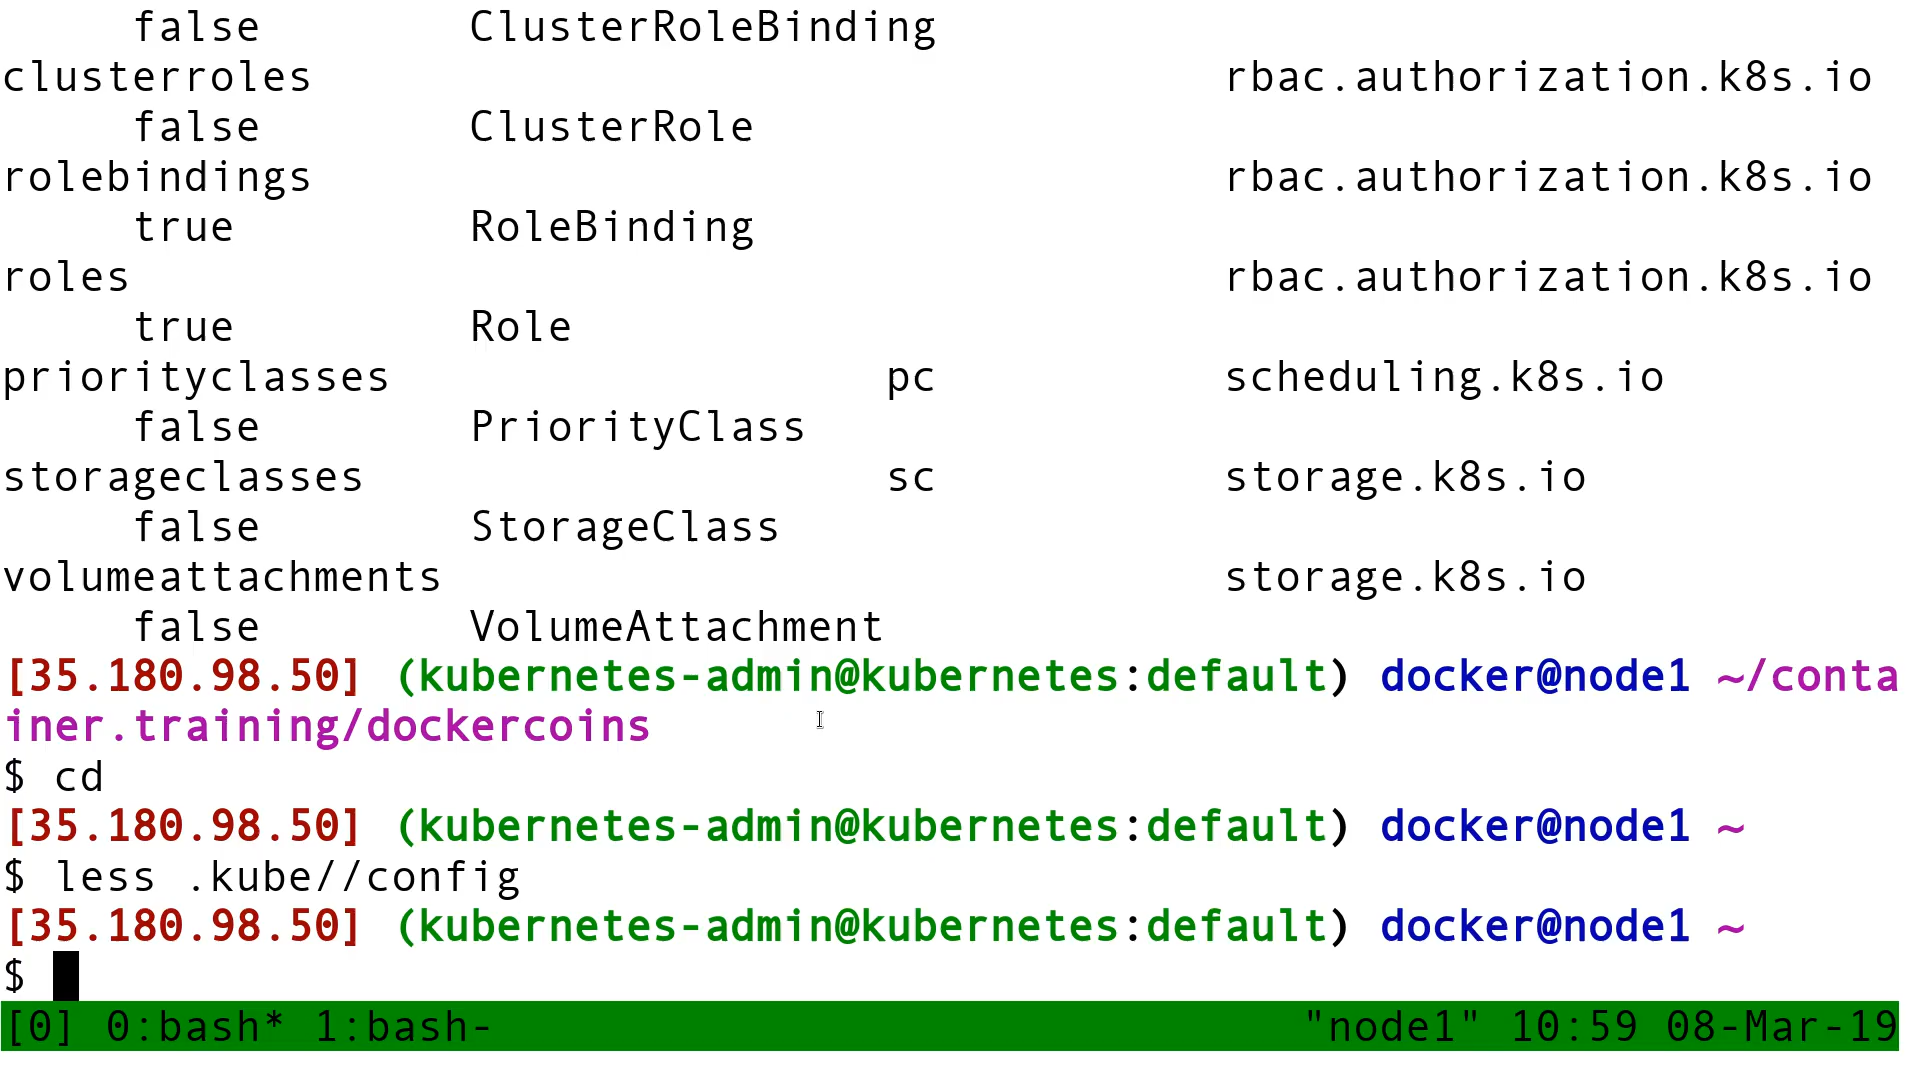 false ClusterRoleBinding
clusterroles rbac.authorization.k8s.io
false ClusterRole
rolebindings rbac.authorization.k8s.io
true RoleBinding
roles rbac.authorization.k8s.io
true Role
priorityclasses pc scheduling.k8s.io
false PriorityClass
storageclasses sc storage.k8s.io
false StorageClass
volumeattachments storage.k8s.io
false VolumeAttachment
[35.180.98.50] (kubernetes-admin@kubernetes:default) docker@node1 ~/conta
iner.training/dockercoins
$ cd
[35.180.98.50] (kubernetes-admin@kubernetes:default) docker@node1 ~
$ less .kube//config
[35.180.98.50] (kubernetes-admin@kubernetes:default) docker@node1 ~
$
[0] 0:bash* 1:bash- "node1" 10:59 08-Mar-19